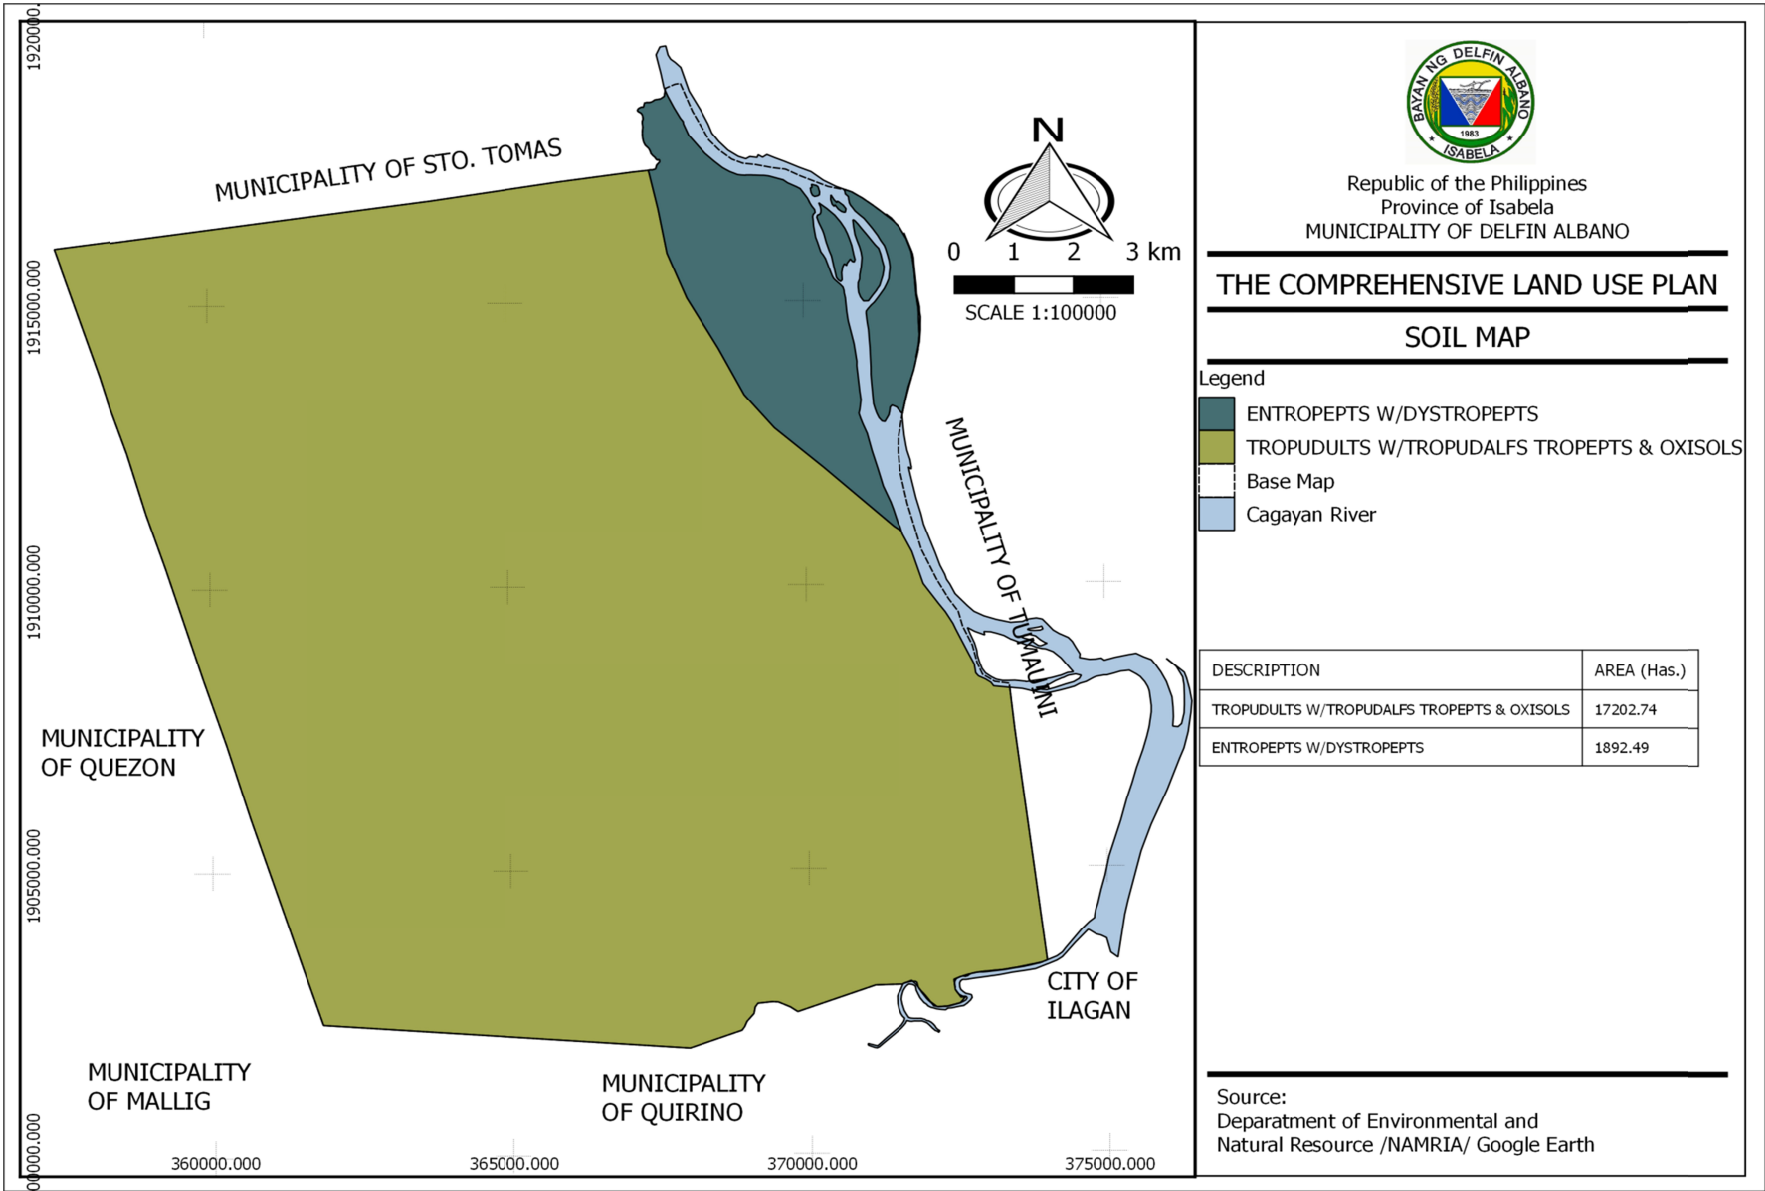 1920000.
1915000.000
1910000.000
1905000.000
00000.000
360000.000
365000.000
370000.000
375000.000
MUNICIPALITY OF STO. TOMAS
N
0 1 2 3 km
SCALE 1:100000
MUNICIPALITY OF TUMAUINI
MUNICIPALITY
OF QUEZON
CITY OF
ILAGAN
MUNICIPALITY
OF MALLIG
MUNICIPALITY
OF QUIRINO
BAYAN NG DELFIN ALBANO
1983
ISABELA
Republic of the Philippines
Province of Isabela
MUNICIPALITY OF DELFIN ALBANO
THE COMPREHENSIVE LAND USE PLAN
SOIL MAP
Legend
ENTROPEPTS W/DYSTROPEPTS
TROPUDULTS W/TROPUDALFS TROPEPTS & OXISOLS
Base Map
Cagayan River
DESCRIPTION AREA (Has.)
TROPUDULTS W/TROPUDALFS TROPEPTS & OXISOLS 17202.74
ENTROPEPTS W/DYSTROPEPTS 1892.49
Source:
Department of Environmental and
Natural Resource /NAMRIA/ Google Earth